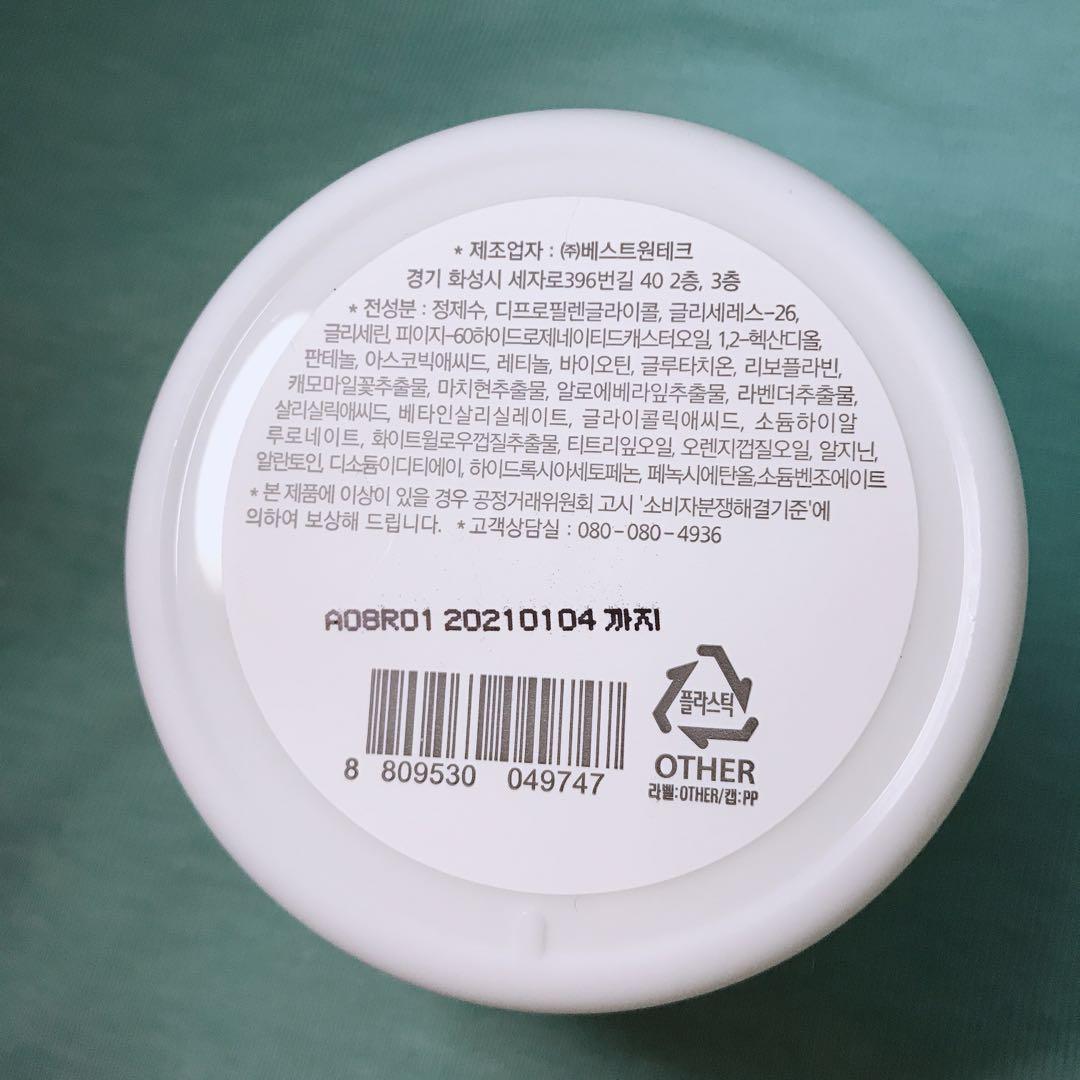 * 제조업자 : ㈜베스트원테크
경기 화성시 세자로396번길 40 2층, 3층
* 전성분 : 정제수, 디프로필렌글라이콜, 글리세레스-26,
글리세린, 피이지-60하이드로제네이티드캐스터오일, 1,2-헥산디올,
판테놀, 아스코빅애씨드, 레티놀, 바이오틴, 글루타치온, 리보플라빈,
캐모마일꽃추출물, 마치현추출물, 알로에베라잎추출물, 라벤더추출물,
살리실릭애씨드, 베타인살리실레이트, 글라이콜릭애씨드, 소듐하이알
루로네이트, 화이트윌로우껍질추출물, 티트리잎오일, 오렌지껍질오일, 알지닌,
알란토인, 디소듐이디티에이, 하이드록시아세토페논, 페녹시에탄올,소듐벤조에이트
* 본 제품에 이상이 있을 경우 공정거래위원회 고시 '소비자분쟁해결기준'에
의하여 보상해 드립니다. * 고객상담실 : 080-080-4936
A08R01 20210104 까지
플라스틱
OTHER
라벨:OTHER/캡:PP
8 809530 049747